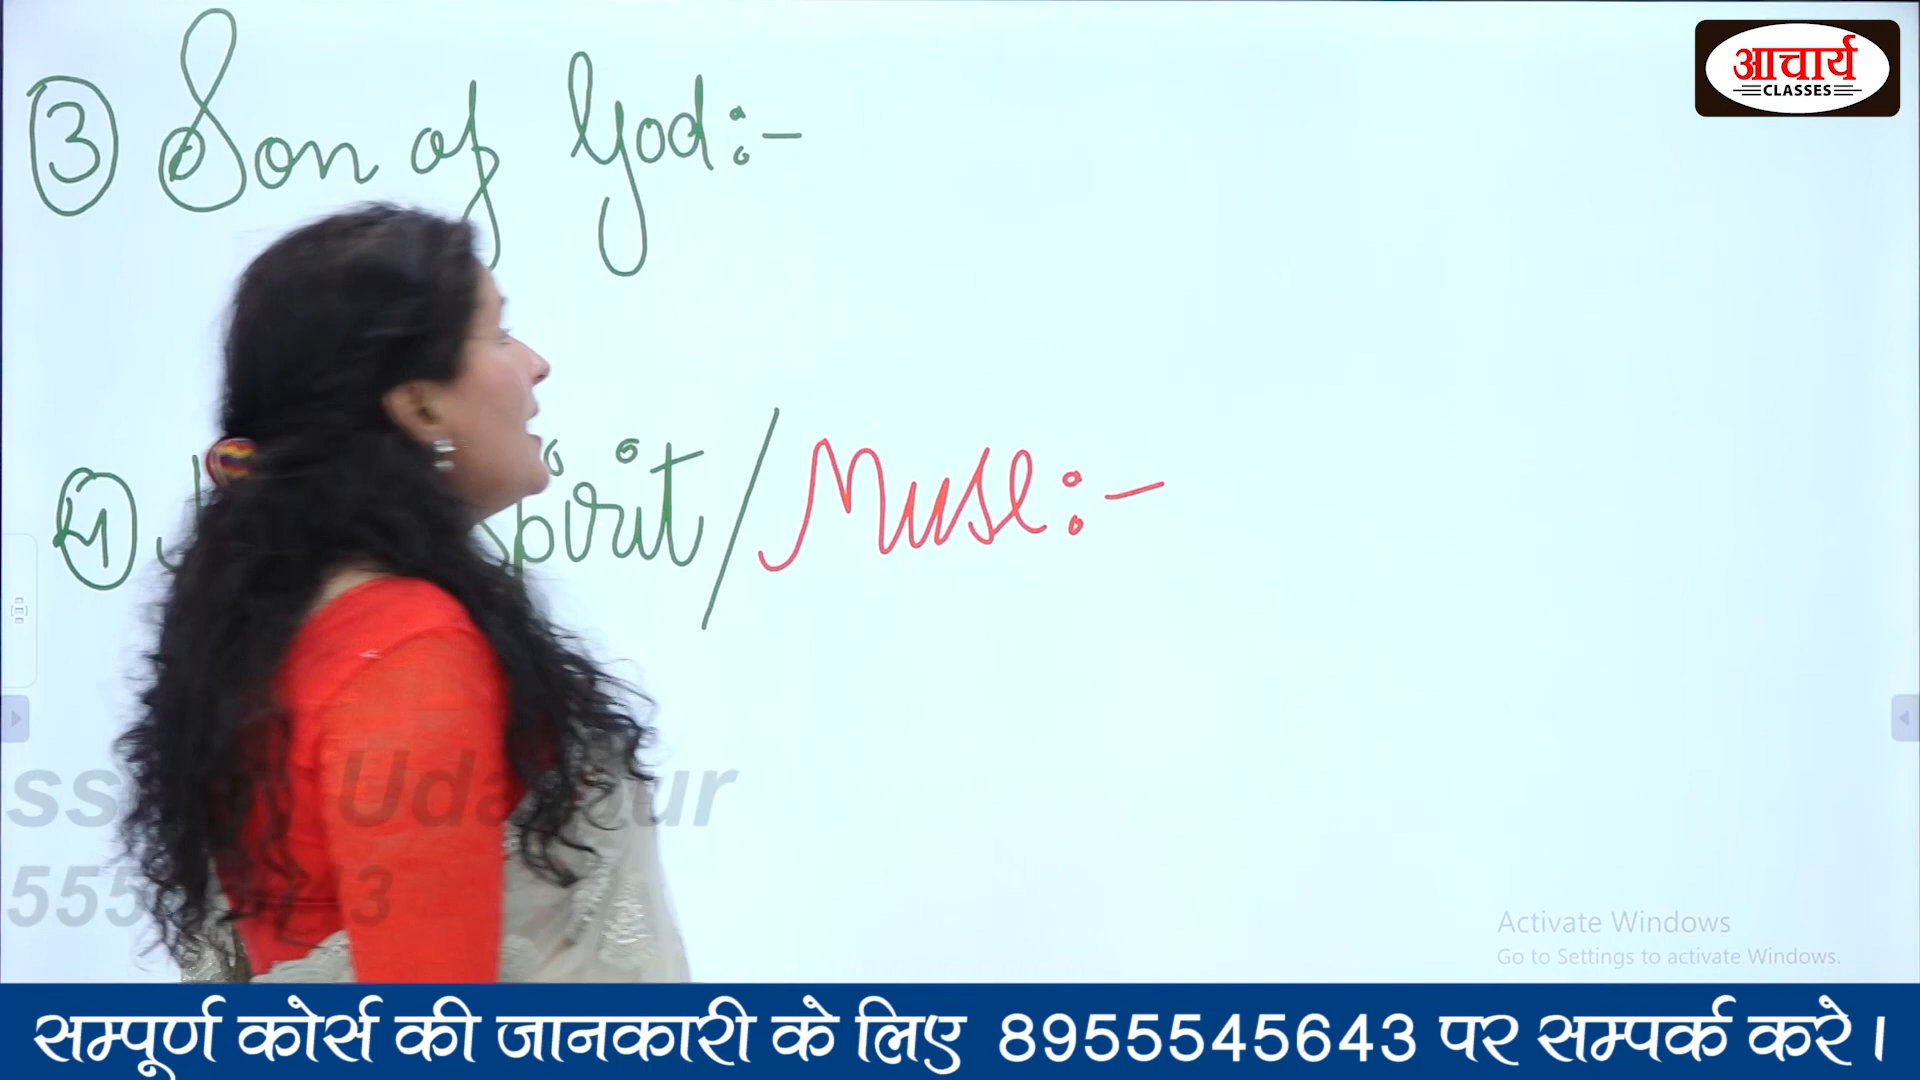 आचार्य
CLASSES
③ Son of God:-
④ Spirit/Muse:-
Udaipur
Activate Windows
Go to Settings to activate Windows.
सम्पूर्ण कोर्स की जानकारी के लिए 8955545643 पर सम्पर्क करे।